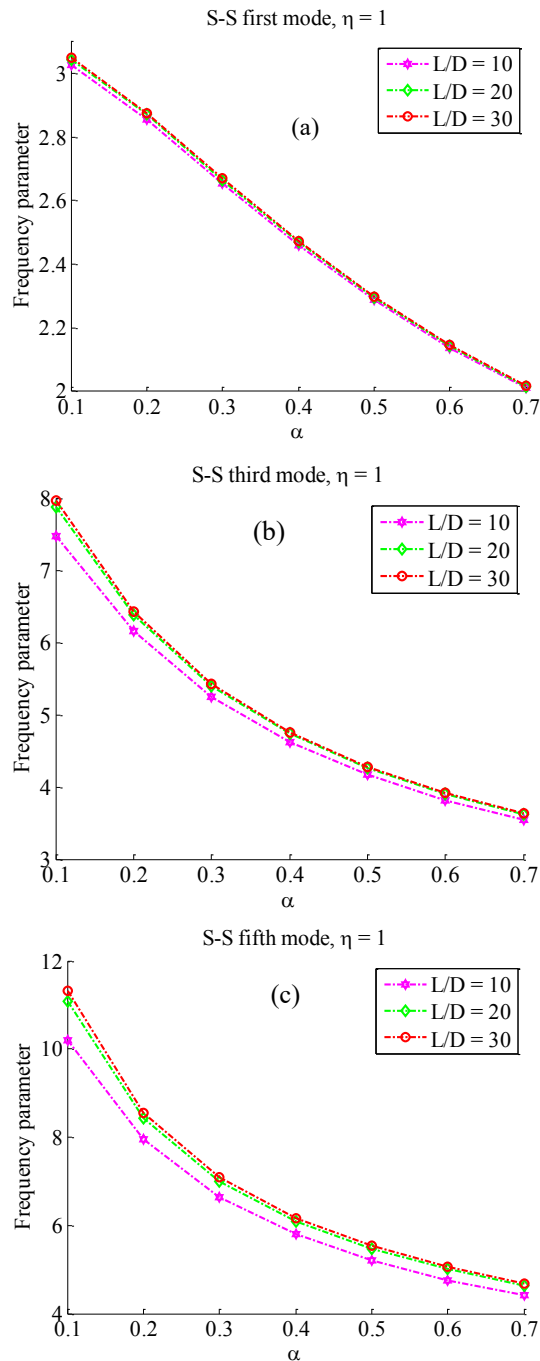 S-S first mode, η = 1
Frequency parameter
3
2.8
2.6
2.4
2.2
2
(a)
L/D = 10
L/D = 20
L/D = 30
0.1 0.2 0.3 0.4 0.5 0.6 0.7
α
S-S third mode, η = 1
Frequency parameter
8
7
6
5
4
3
(b)
L/D = 10
L/D = 20
L/D = 30
0.1 0.2 0.3 0.4 0.5 0.6 0.7
α
S-S fifth mode, η = 1
Frequency parameter
12
10
8
6
4
(c)
L/D = 10
L/D = 20
L/D = 30
0.1 0.2 0.3 0.4 0.5 0.6 0.7
α